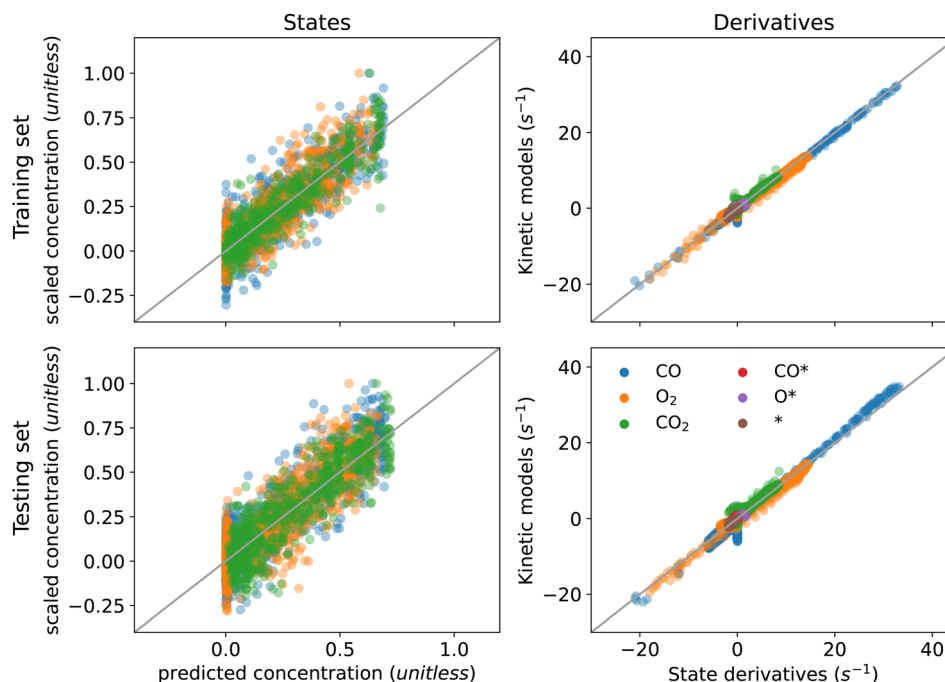 States
Derivatives
Training set
scaled concentration (unitless)
1.00
0.75
0.50
0.25
0.00
−0.25
Kinetic models (s⁻¹)
40
20
0
−20
Testing set
scaled concentration (unitless)
1.00
0.75
0.50
0.25
0.00
−0.25
0.0
0.5
1.0
predicted concentration (unitless)
Kinetic models (s⁻¹)
40
20
0
−20
CO
O₂
CO₂
CO*
O*
*
−20
0
20
40
State derivatives (s⁻¹)